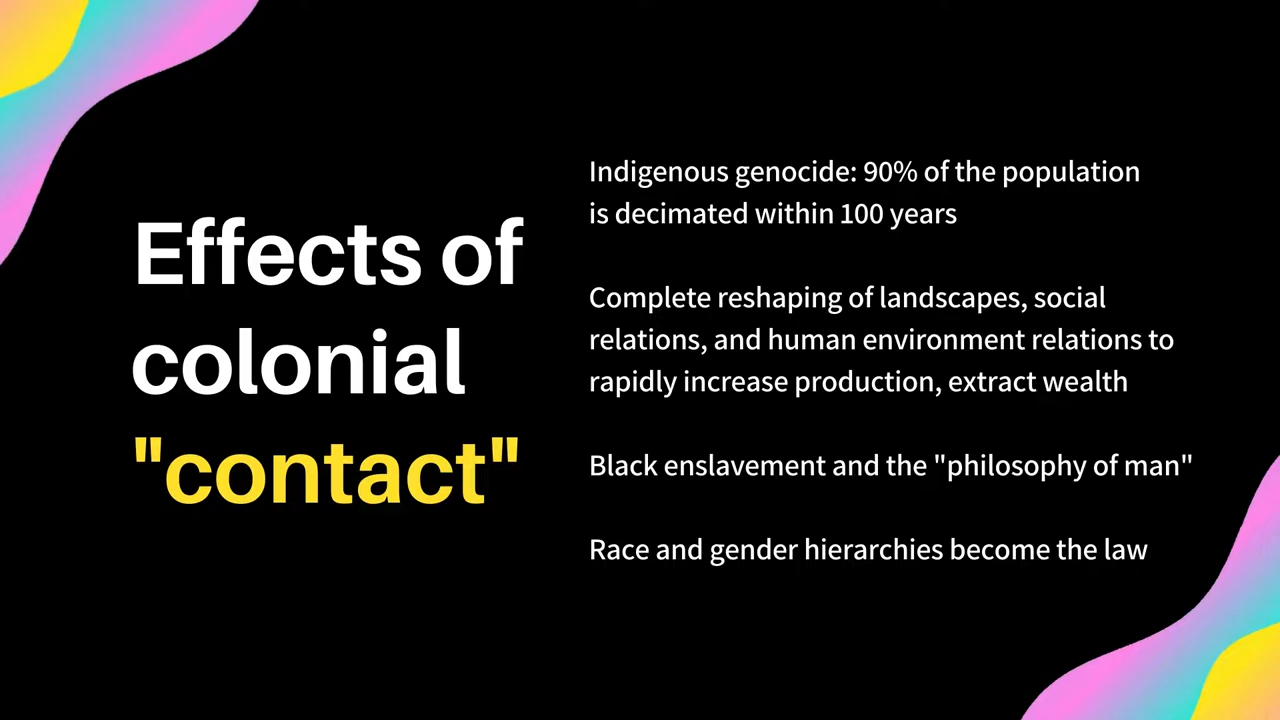 Effects of
colonial
"contact"
Indigenous genocide: 90% of the population
is decimated within 100 years
Complete reshaping of landscapes, social
relations, and human environment relations to
rapidly increase production, extract wealth
Black enslavement and the "philosophy of man"
Race and gender hierarchies become the law